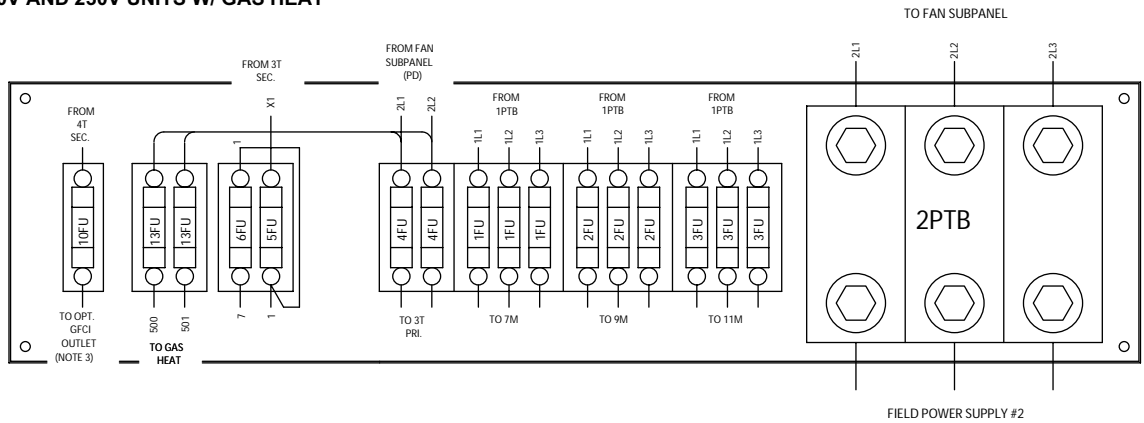 V AND 230V UNITS W/ GAS HEAT
TO FAN SUBPANEL
2L1
2L2
2L3
FROM FAN
SUBPANEL
(PD)
FROM 3T
SEC.
X1
2L1
2L2
FROM
4T
SEC.
FROM
1PTB
FROM
1PTB
FROM
1PTB
1
1L1
1L2
1L3
1L1
1L2
1L3
1L1
1L2
1L3
10FU
13FU
13FU
6FU
5FU
4FU
4FU
1FU
1FU
1FU
2FU
2FU
2FU
3FU
3FU
3FU
2PTB
TO OPT.
GFCI
OUTLET
(NOTE 3)
500
501
TO GAS
HEAT
7
1
TO 3T
PRI.
TO 7M
TO 9M
TO 11M
FIELD POWER SUPPLY #2